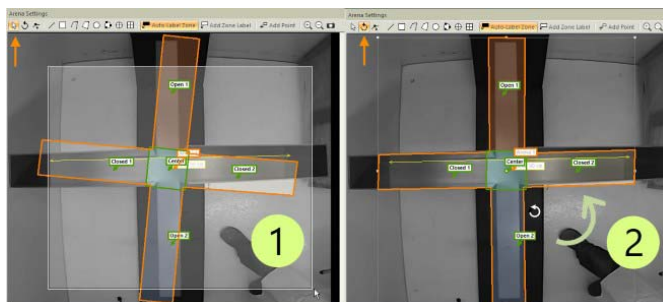 Arena Settings
Auto-Label Zone Add Zone Label Add Point
Open 1
Closed 1
Center
Closed 2
Open 2
1
Arena Settings
Auto-Label Zone Add Zone Label Add Point
Open 1
Closed 1
Center
Closed 2
Open 2
2